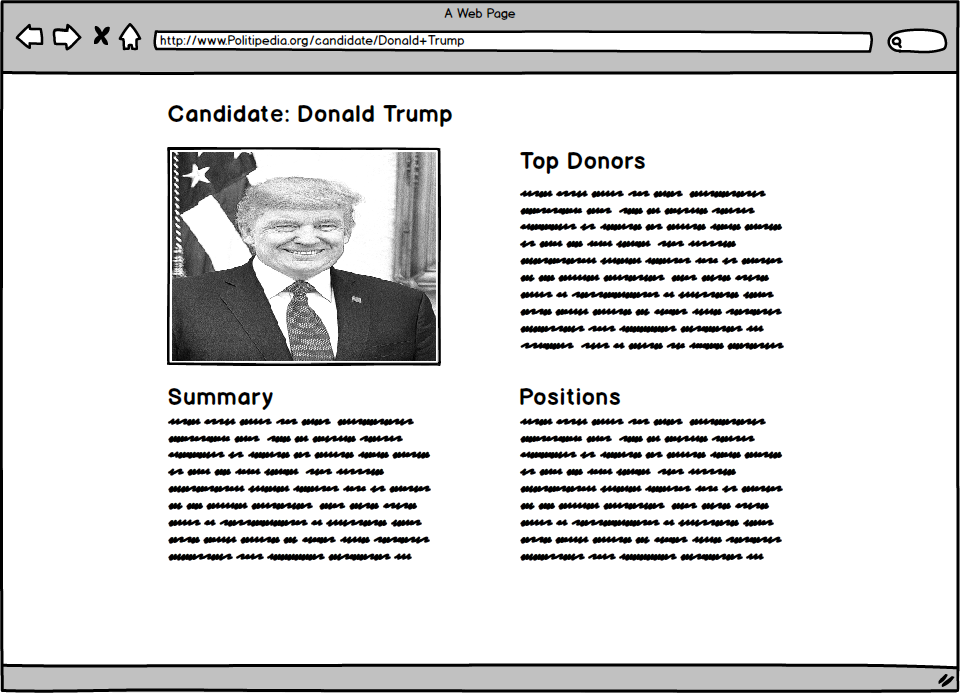 A Web Page
http://www.Politipedia.org/candidate/Donald+Trump
Candidate: Donald Trump
Top Donors
Summary
Positions